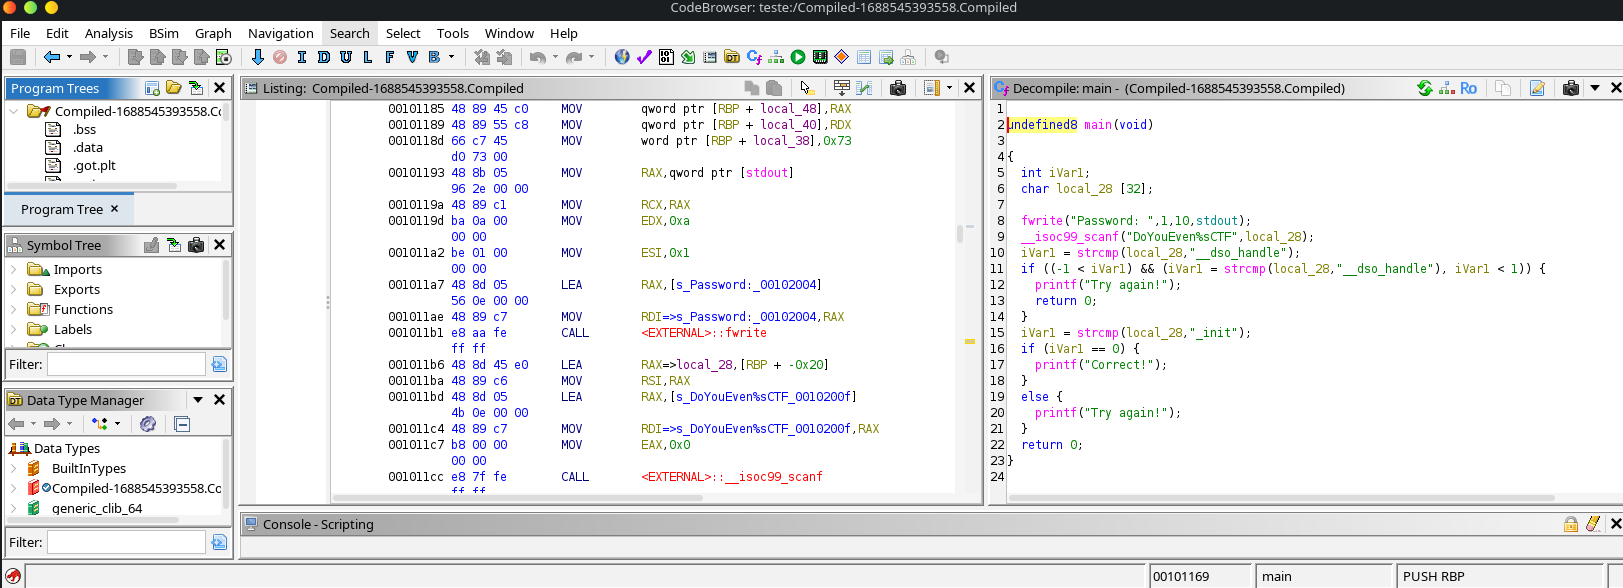 CodeBrowser: teste:/Compiled-1688545393558.Compiled
File Edit Analysis BSim Graph Navigation Search Select Tools Window Help
I D U L F V B
Program Trees
Compiled-1688545393558.Co
.bss
.data
.got.plt
Program Tree ×
Symbol Tree
Imports
Exports
Functions
Labels
Filter:
Data Type Manager
Data Types
BuiltInTypes
Compiled-1688545393558.Co
generic_clib_64
Filter:
Listing: Compiled-1688545393558.Compiled
00101185 48 89 45 c0 MOV qword ptr [RBP + local_48],RAX
00101189 48 89 55 c8 MOV qword ptr [RBP + local_40],RDX
0010118d 66 c7 45 MOV word ptr [RBP + local_38],0x73
d0 73 00
00101193 48 8b 05 MOV RAX,qword ptr [stdout]
96 2e 00 00
0010119a 48 89 c1 MOV RCX,RAX
0010119d ba 0a 00 MOV EDX,0xa
00 00
001011a2 be 01 00 MOV ESI,0x1
00 00
001011a7 48 8d 05 LEA RAX,[s_Password:_00102004]
56 0e 00 00
001011ae 48 89 c7 MOV RDI=>s_Password:_00102004,RAX
001011b1 e8 aa fe CALL <EXTERNAL>::fwrite
ff ff
001011b6 48 8d 45 e0 LEA RAX=>local_28,[RBP + -0x20]
001011ba 48 89 c6 MOV RSI,RAX
001011bd 48 8d 05 LEA RAX,[s_DoYouEven%sCTF_0010200f]
4b 0e 00 00
001011c4 48 89 c7 MOV RDI=>s_DoYouEven%sCTF_0010200f,RAX
001011c7 b8 00 00 MOV EAX,0x0
00 00
001011cc e8 7f fe CALL <EXTERNAL>::__isoc99_scanf
ff ff
Decompile: main - (Compiled-1688545393558.Compiled)
Ro
1
2 undefined8 main(void)
3
4 {
5 int iVar1;
6 char local_28 [32];
7
8 fwrite("Password: ",1,10,stdout);
9 __isoc99_scanf("DoYouEven%sCTF",local_28);
10 iVar1 = strcmp(local_28,"__dso_handle");
11 if ((-1 < iVar1) && (iVar1 = strcmp(local_28,"__dso_handle"), iVar1 < 1)) {
12 printf("Try again!");
13 return 0;
14 }
15 iVar1 = strcmp(local_28,"_init");
16 if (iVar1 == 0) {
17 printf("Correct!");
18 }
19 else {
20 printf("Try again!");
21 }
22 return 0;
23 }
24
Console - Scripting
00101169 main PUSH RBP